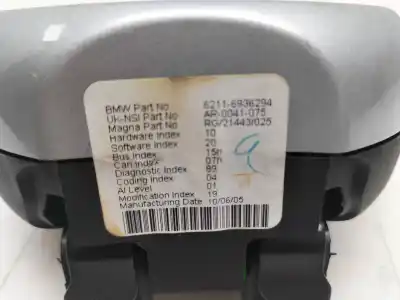 BMW Part No 6211-6936294
UK-NSI Part No AR-0041-075
Magna Part No RG/21443/025
Hardware Index 10
Software Index 20
Bus Index 15h
Can Index 07h
Diagnostic Index 89
Coding Index 04
AI Level 01
Modification Index 19
Manufacturing Date 10/06/05
9